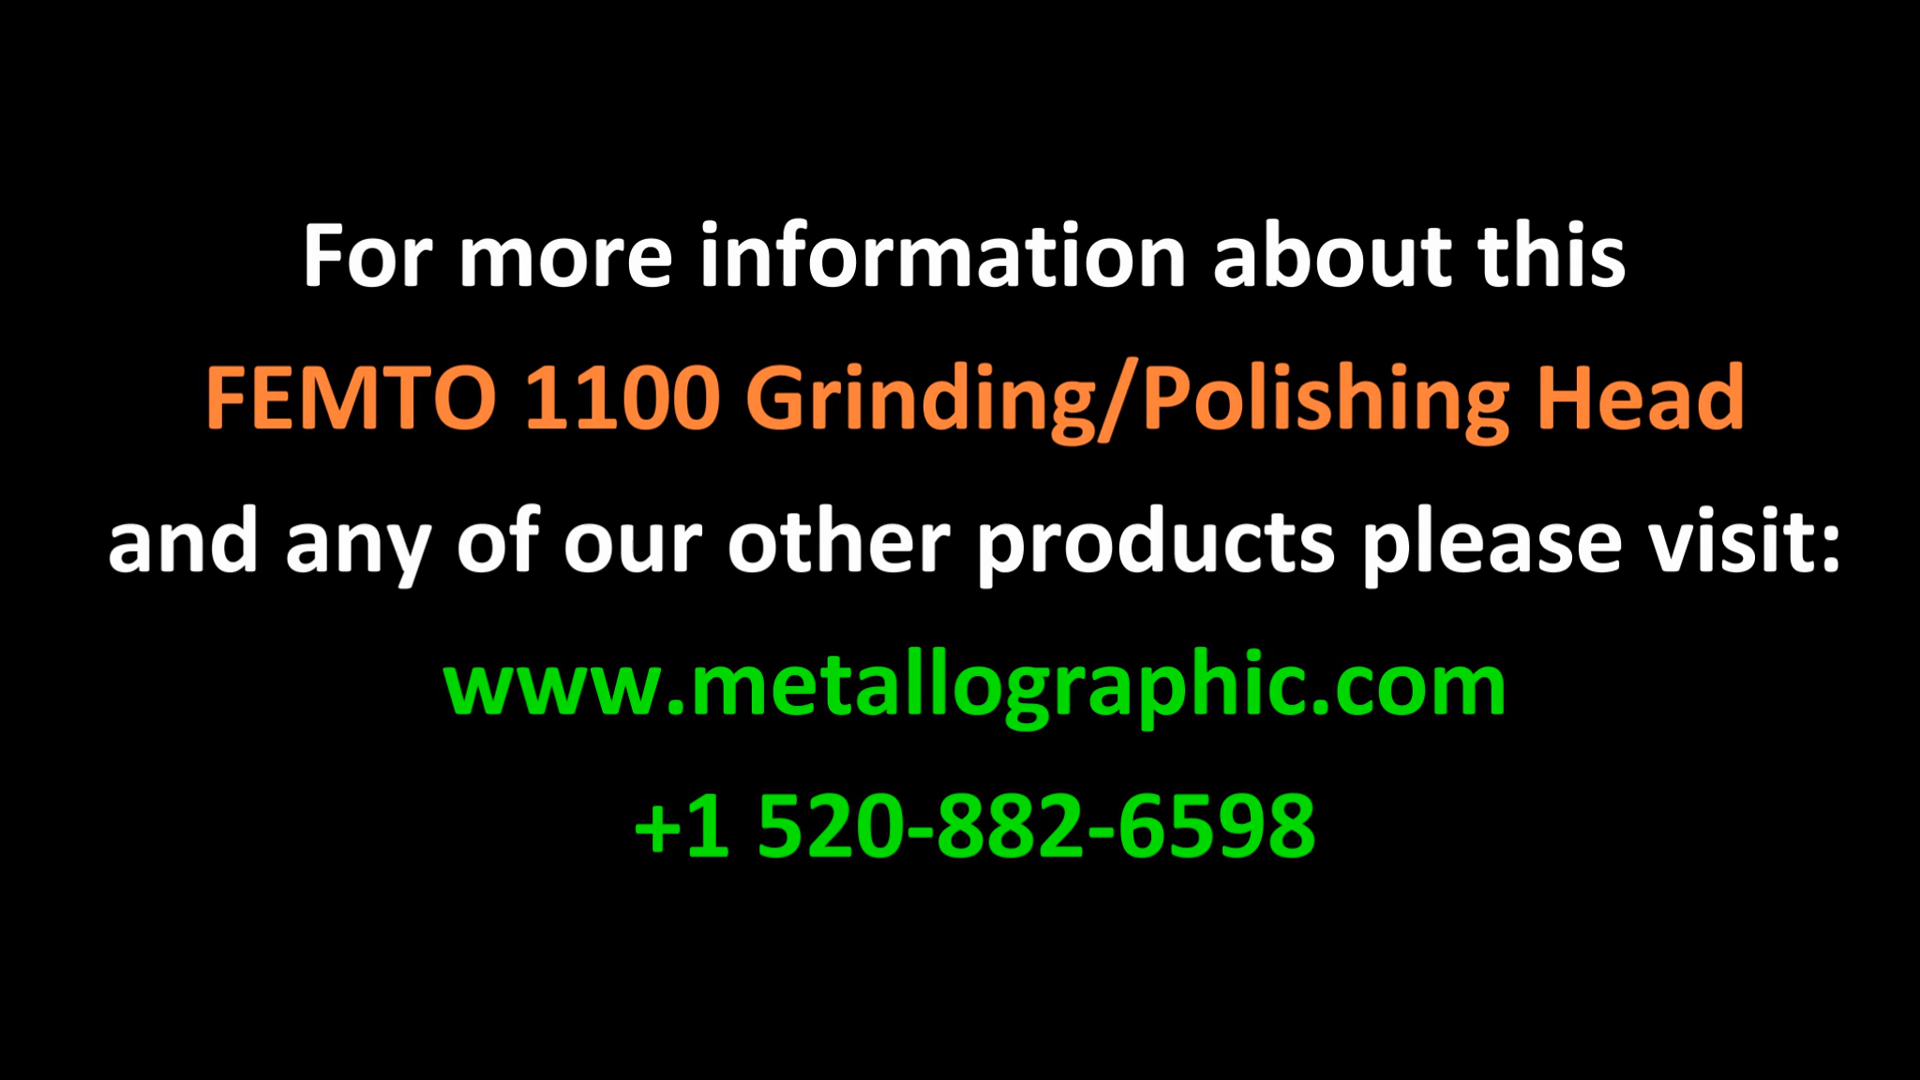 For more information about this
FEMTO 1100 Grinding/Polishing Head
and any of our other products please visit:
www.metallographic.com
+1 520-882-6598